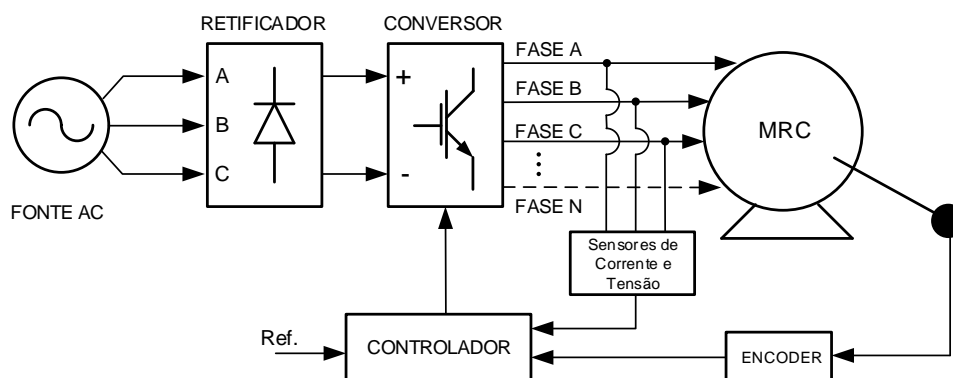 RETIFICADOR
CONVERSOR
FASE A
A
+
FASE B
B
MRC
FASE C
C
-
FONTE AC
FASE N
Sensores de
Corrente e
Tensão
Ref.
CONTROLADOR
ENCODER